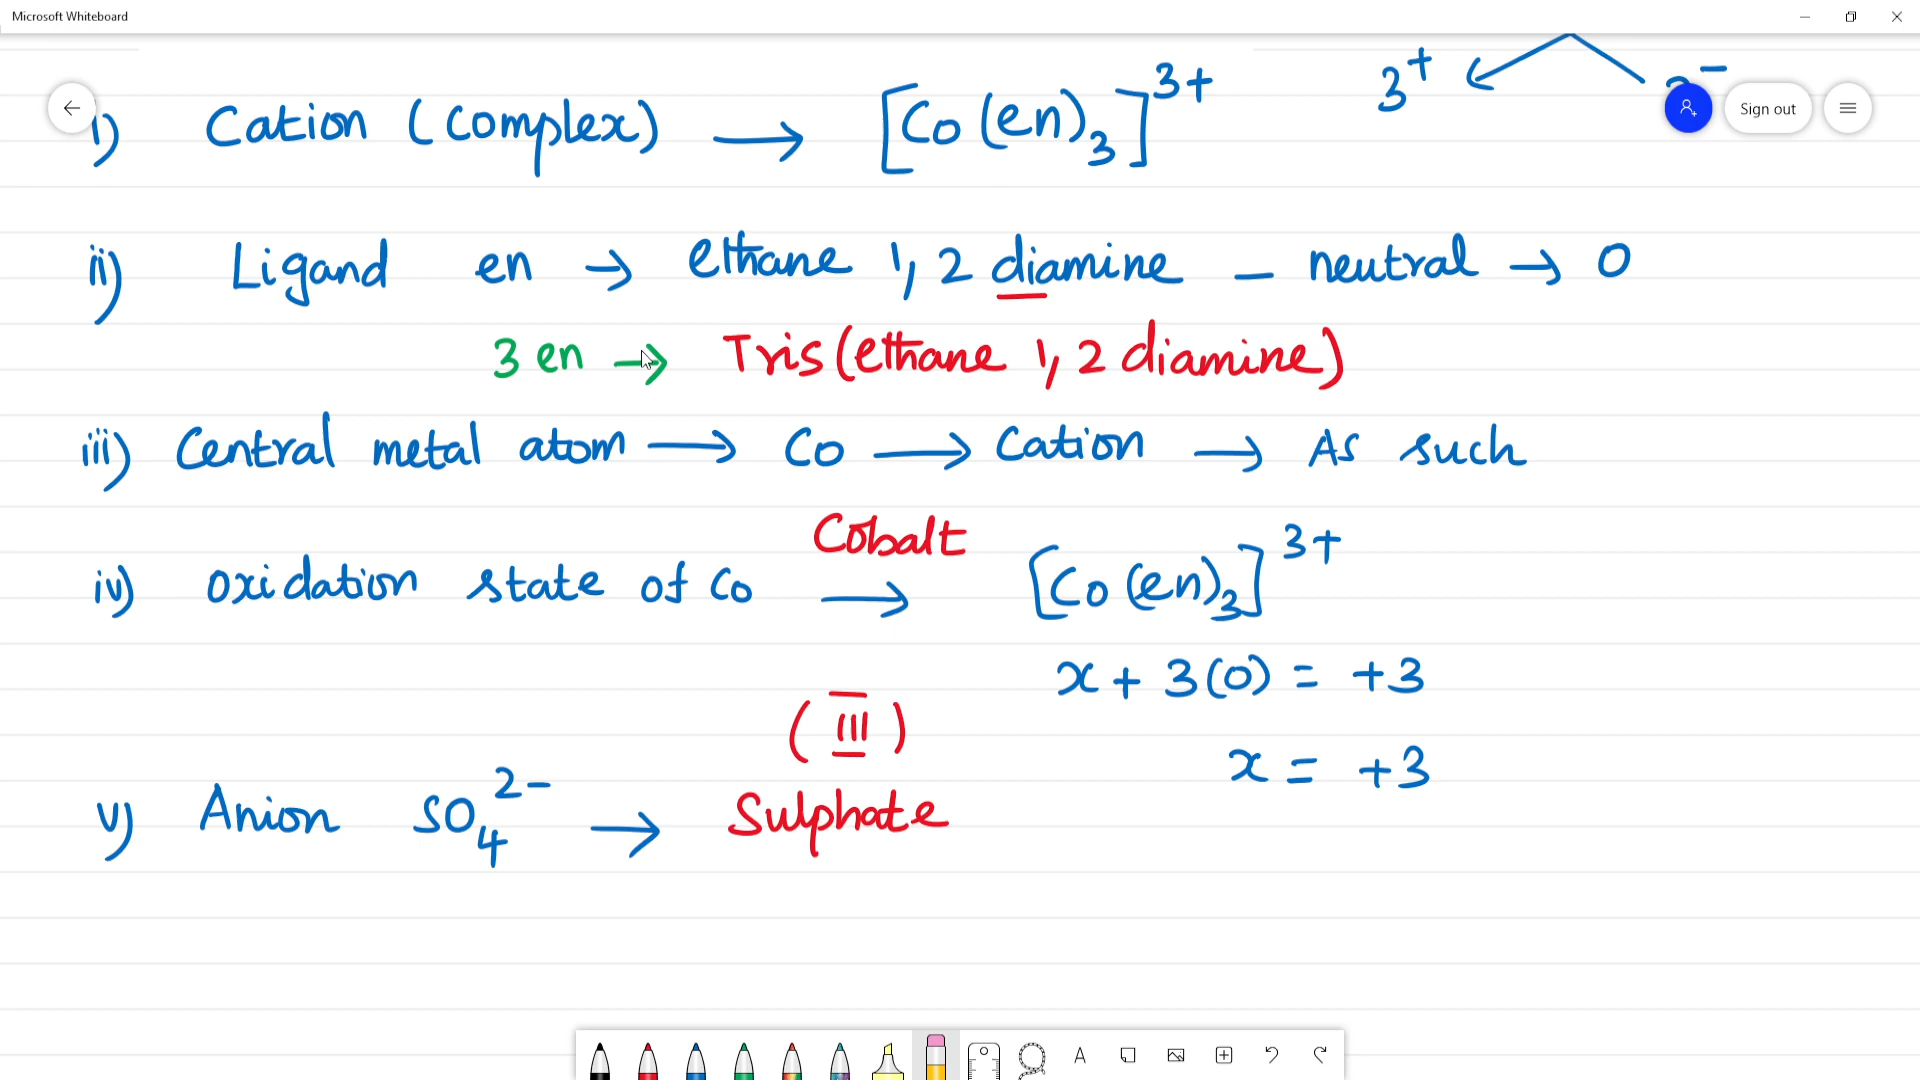 Microsoft Whiteboard
3+
i) Cation (complex) → [Co(en)3]3+
Sign out
ii) Ligand en → ethane 1,2 diamine – neutral → 0
3 en → Tris(ethane 1,2 diamine)
iii) Central metal atom → Co → Cation → As such
Cobalt
iv) oxidation state of Co → [Co(en)3]3+
x + 3(0) = +3
(III)
x = +3
v) Anion SO4 2- → Sulphate